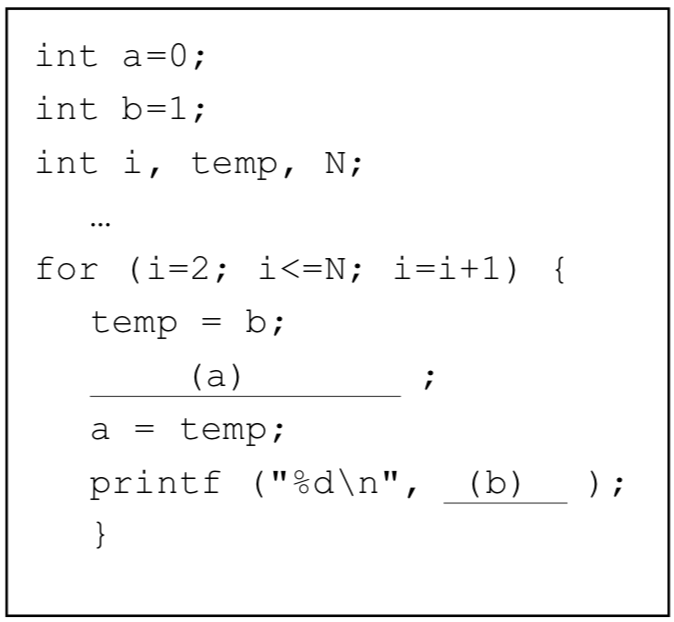 int a=0;
int b=1;
int i, temp, N;
…
for (i=2; i<=N; i=i+1) {
temp = b;
(a) ;
a = temp;
printf ("%d\n", (b) );
}